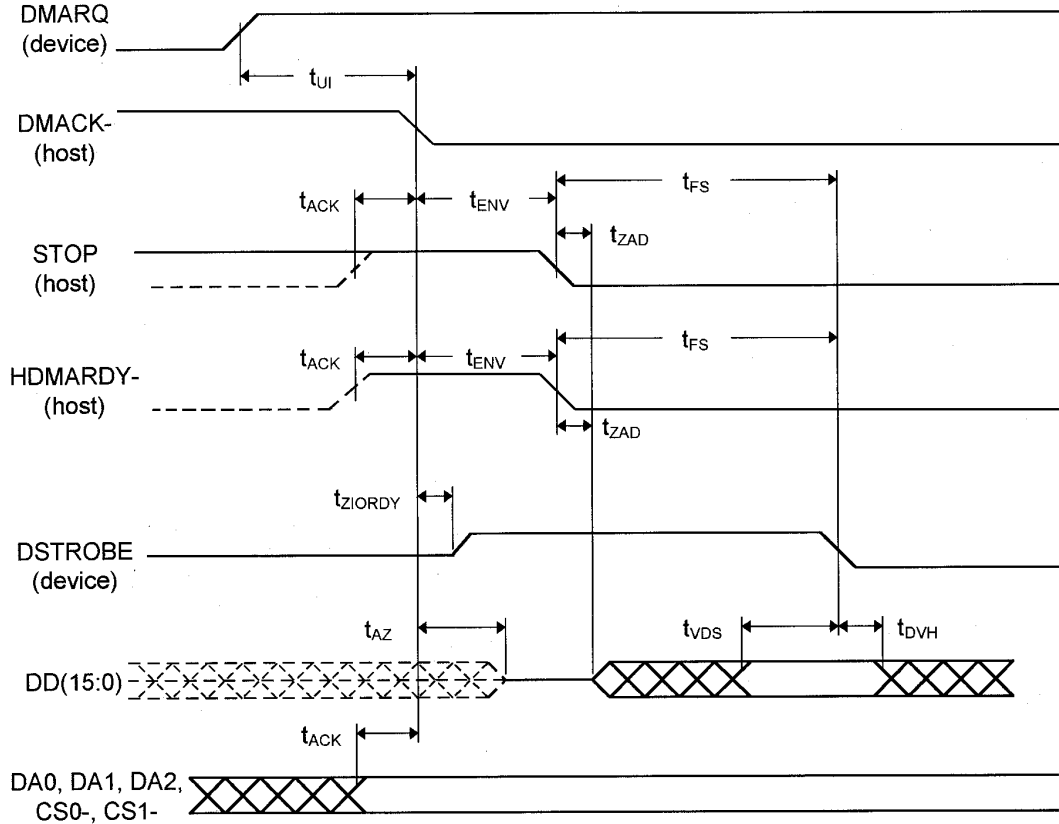 DMARQ
(device)
tUI
DMACK-
(host)
tACK
tENV
tFS
tZAD
STOP
(host)
tACK
tENV
tFS
HDMARDY-
(host)
tZAD
tZIORDY
DSTROBE
(device)
tAZ
tVDS
tDVH
DD(15:0)
tACK
DA0, DA1, DA2,
CS0-, CS1-